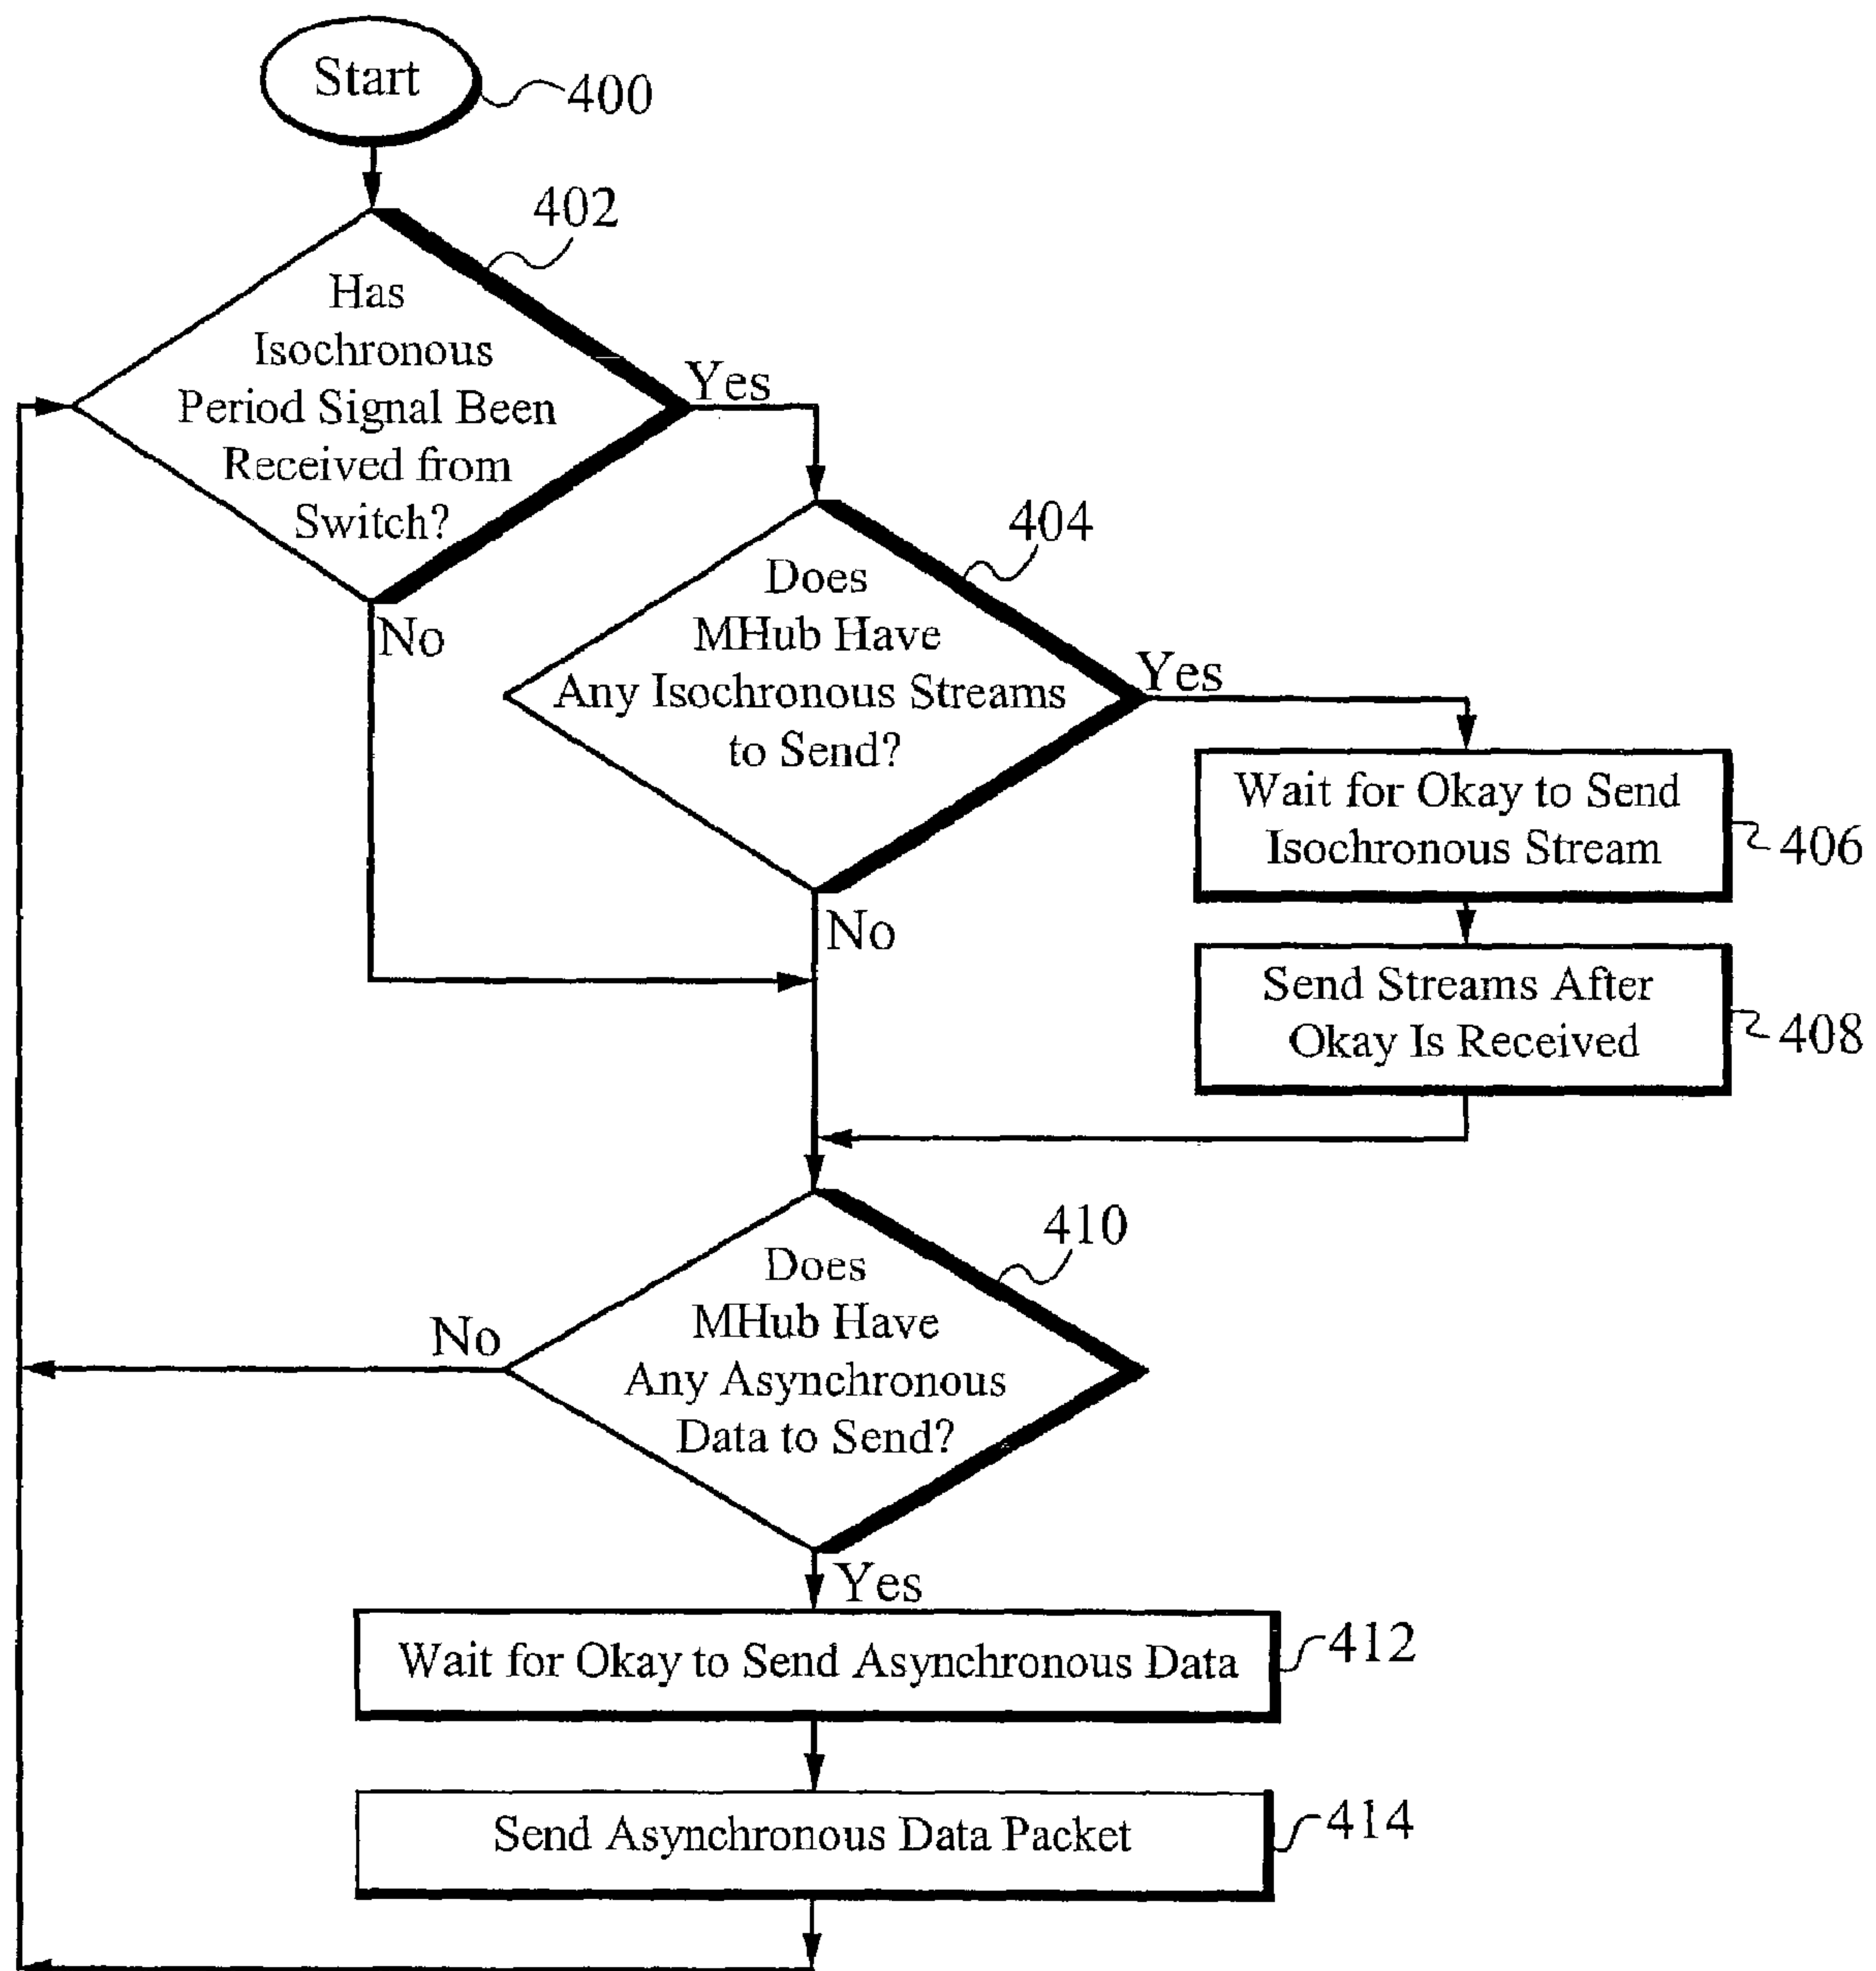 Start
400
402
Has
Isochronous
Period Signal Been
Received from
Switch?
Yes
No
404
Does
MHub Have
Any Isochronous Streams
to Send?
Yes
No
Wait for Okay to Send
Isochronous Stream
406
Send Streams After
Okay Is Received
408
410
Does
MHub Have
Any Asynchronous
Data to Send?
No
Yes
Wait for Okay to Send Asynchronous Data
412
Send Asynchronous Data Packet
414